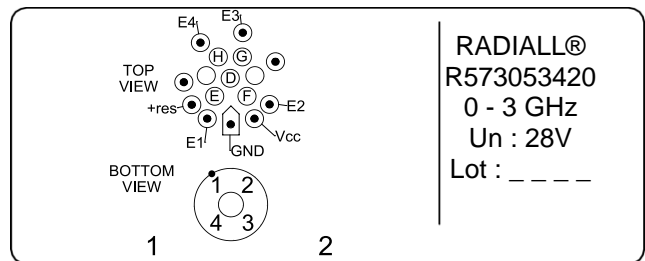 E4
E3
H G
TOP
VIEW
D
E F
+res
E2
E1
Vcc
GND
BOTTOM
VIEW
1 2
4 3
1 2
RADIALL®
R573053420
0 - 3 GHz
Un : 28V
Lot : _ _ _ _